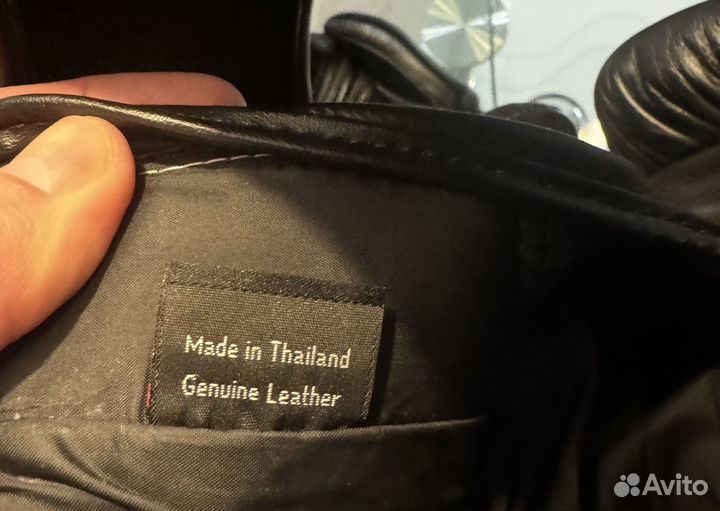 Made in Thailand
Genuine Leather
Avito